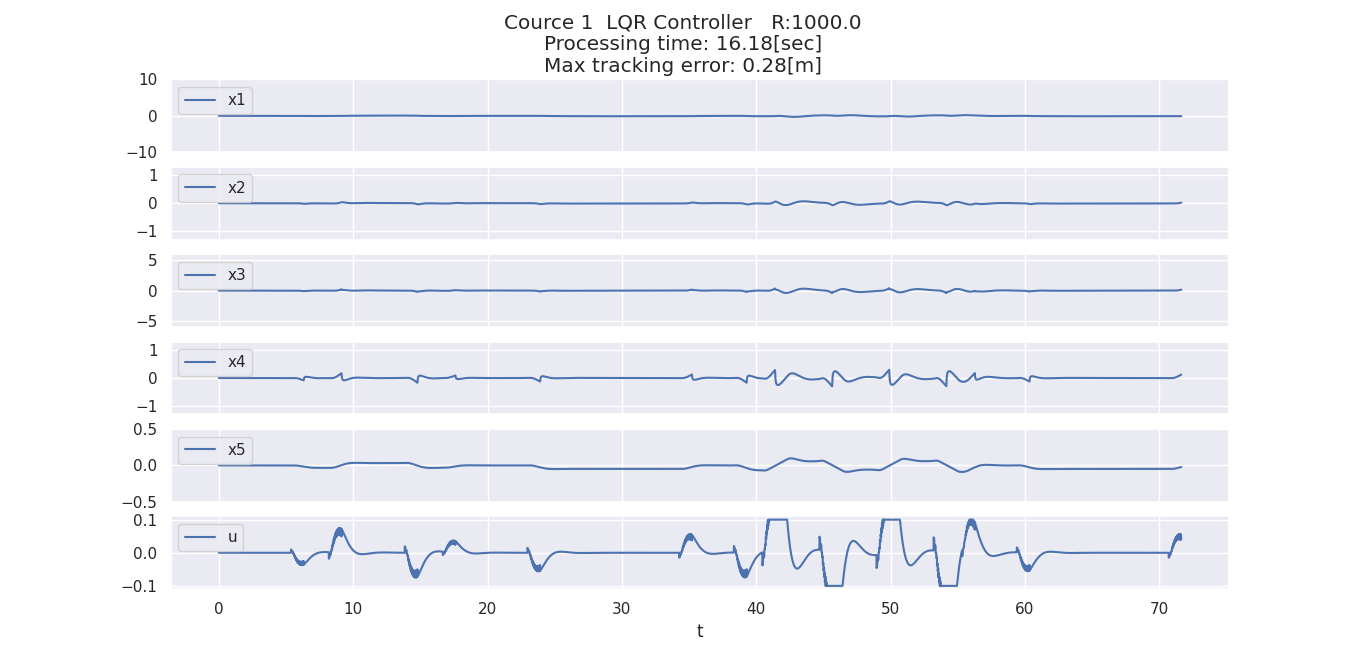 Cource 1 LQR Controller R:1000.0
Processing time: 16.18[sec]
Max tracking error: 0.28[m]
10
0
−10
x1
1
0
−1
x2
5
0
−5
x3
1
0
−1
x4
0.5
0.0
−0.5
x5
0.1
0.0
−0.1
u
0 10 20 30 40 50 60 70
t